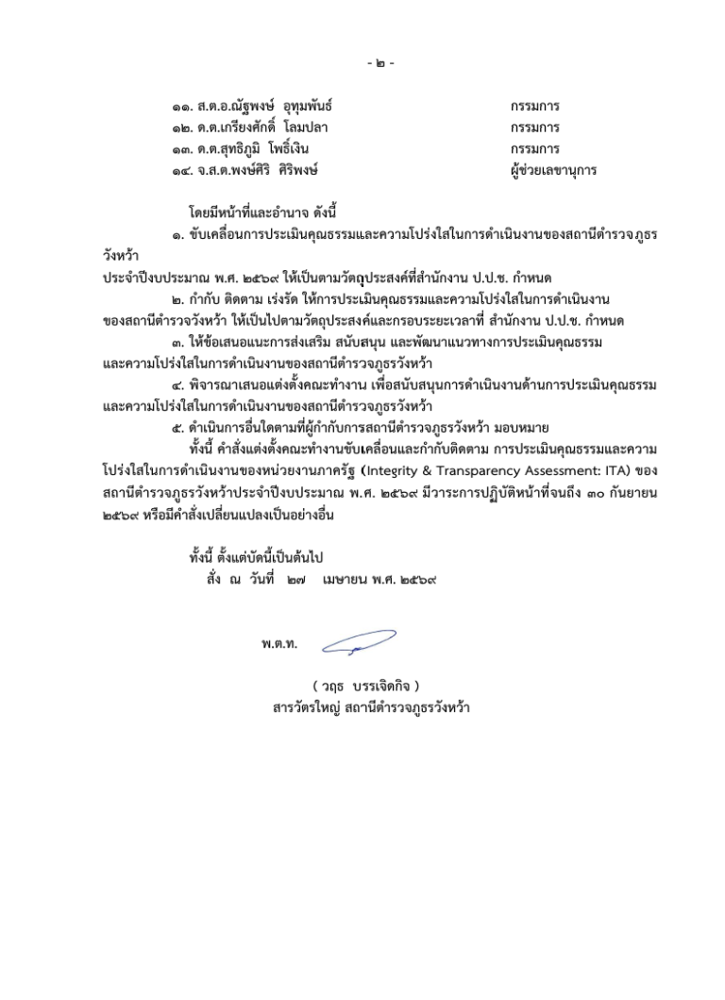 - ๒ -
๑๑. ส.ต.อ.ณัฐพงษ์ อุทุมพันธ์ กรรมการ
๑๒. ด.ต.เกรียงศักดิ์ โลมปลา กรรมการ
๑๓. ด.ต.สุทธิภูมิ โพธิ์เงิน กรรมการ
๑๔. จ.ส.ต.พงษ์ศิริ ศิริพงษ์ ผู้ช่วยเลขานุการ
โดยมีหน้าที่และอำนาจ ดังนี้
๑. ขับเคลื่อนการประเมินคุณธรรมและความโปร่งใสในการดำเนินงานของสถานีตำรวจภูธร
วังหว้า
ประจำปีงบประมาณ พ.ศ. ๒๕๖๙ ให้เป็นตามวัตถุประสงค์ที่สำนักงาน ป.ป.ช. กำหนด
๒. กำกับ ติดตาม เร่งรัด ให้การประเมินคุณธรรมและความโปร่งใสในการดำเนินงาน
ของสถานีตำรวจวังหว้า ให้เป็นไปตามวัตถุประสงค์และกรอบระยะเวลาที่ สำนักงาน ป.ป.ช. กำหนด
๓. ให้ข้อเสนอแนะการส่งเสริม สนับสนุน และพัฒนาแนวทางการประเมินคุณธรรม
และความโปร่งใสในการดำเนินงานของสถานีตำรวจภูธรวังหว้า
๔. พิจารณาเสนอแต่งตั้งคณะทำงาน เพื่อสนับสนุนการดำเนินงานด้านการประเมินคุณธรรม
และความโปร่งใสในการดำเนินงานของสถานีตำรวจภูธรวังหว้า
๕. ดำเนินการอื่นใดตามที่ผู้กำกับการสถานีตำรวจภูธรวังหว้า มอบหมาย
ทั้งนี้ คำสั่งแต่งตั้งคณะทำงานขับเคลื่อนและกำกับติดตาม การประเมินคุณธรรมและความ
โปร่งใสในการดำเนินงานของหน่วยงานภาครัฐ (Integrity & Transparency Assessment: ITA) ของ
สถานีตำรวจภูธรวังหว้าประจำปีงบประมาณ พ.ศ. ๒๕๖๙ มีวาระการปฏิบัติหน้าที่จนถึง ๓๐ กันยายน
๒๕๖๙ หรือมีคำสั่งเปลี่ยนแปลงเป็นอย่างอื่น
ทั้งนี้ ตั้งแต่บัดนี้เป็นต้นไป
สั่ง ณ วันที่ ๒๗ เมษายน พ.ศ. ๒๕๖๙
พ.ต.ท.
( วฤธ บรรเจิดกิจ )
สารวัตรใหญ่ สถานีตำรวจภูธรวังหว้า